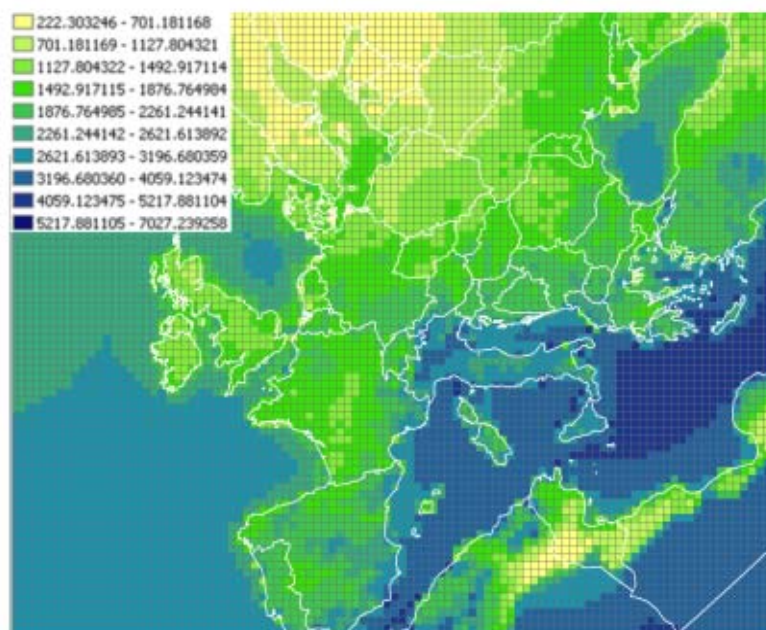 222.303246 - 701.181168
701.181169 - 1127.804321
1127.804322 - 1492.917114
1492.917115 - 1876.764984
1876.764985 - 2261.244141
2261.244142 - 2621.613892
2621.613893 - 3196.680359
3196.680360 - 4059.123474
4059.123475 - 5217.881104
5217.881105 - 7027.239258